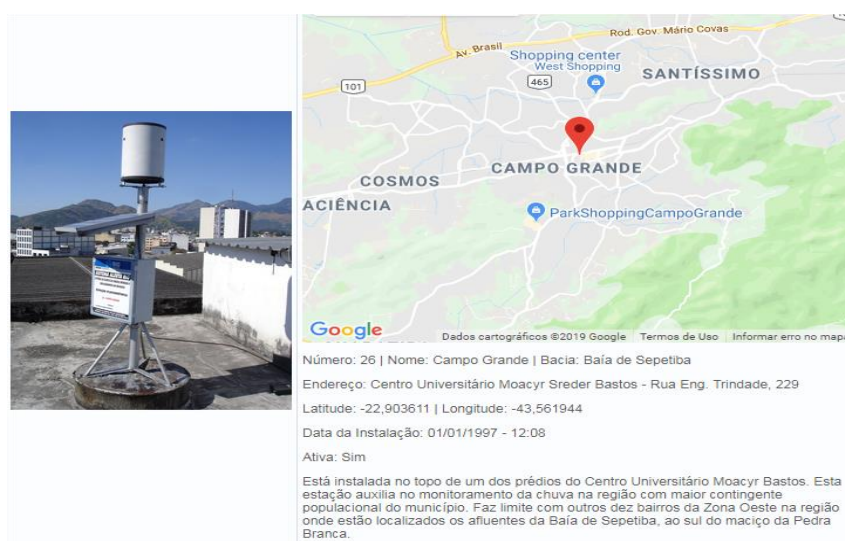 Rod. Gov. Mário Covas
Av. Brasil
Shopping center
West Shopping
101
465
SANTÍSSIMO
CAMPO GRANDE
COSMOS
ACIÊNCIA
ParkShoppingCampoGrande
Google
Dados cartográficos ©2019 Google Termos de Uso Informar erro no mapa
Número: 26 | Nome: Campo Grande | Bacia: Baía de Sepetiba
Endereço: Centro Universitário Moacyr Sreder Bastos - Rua Eng. Trindade, 229
Latitude: -22,903611 | Longitude: -43,561944
Data da Instalação: 01/01/1997 - 12:08
Ativa: Sim
Está instalada no topo de um dos prédios do Centro Universitário Moacyr Bastos. Esta
estação auxilia no monitoramento da chuva na região com maior contingente
populacional do município. Faz limite com outros dez bairros da Zona Oeste na região
onde estão localizados os afluentes da Baía de Sepetiba, ao sul do maciço da Pedra
Branca.